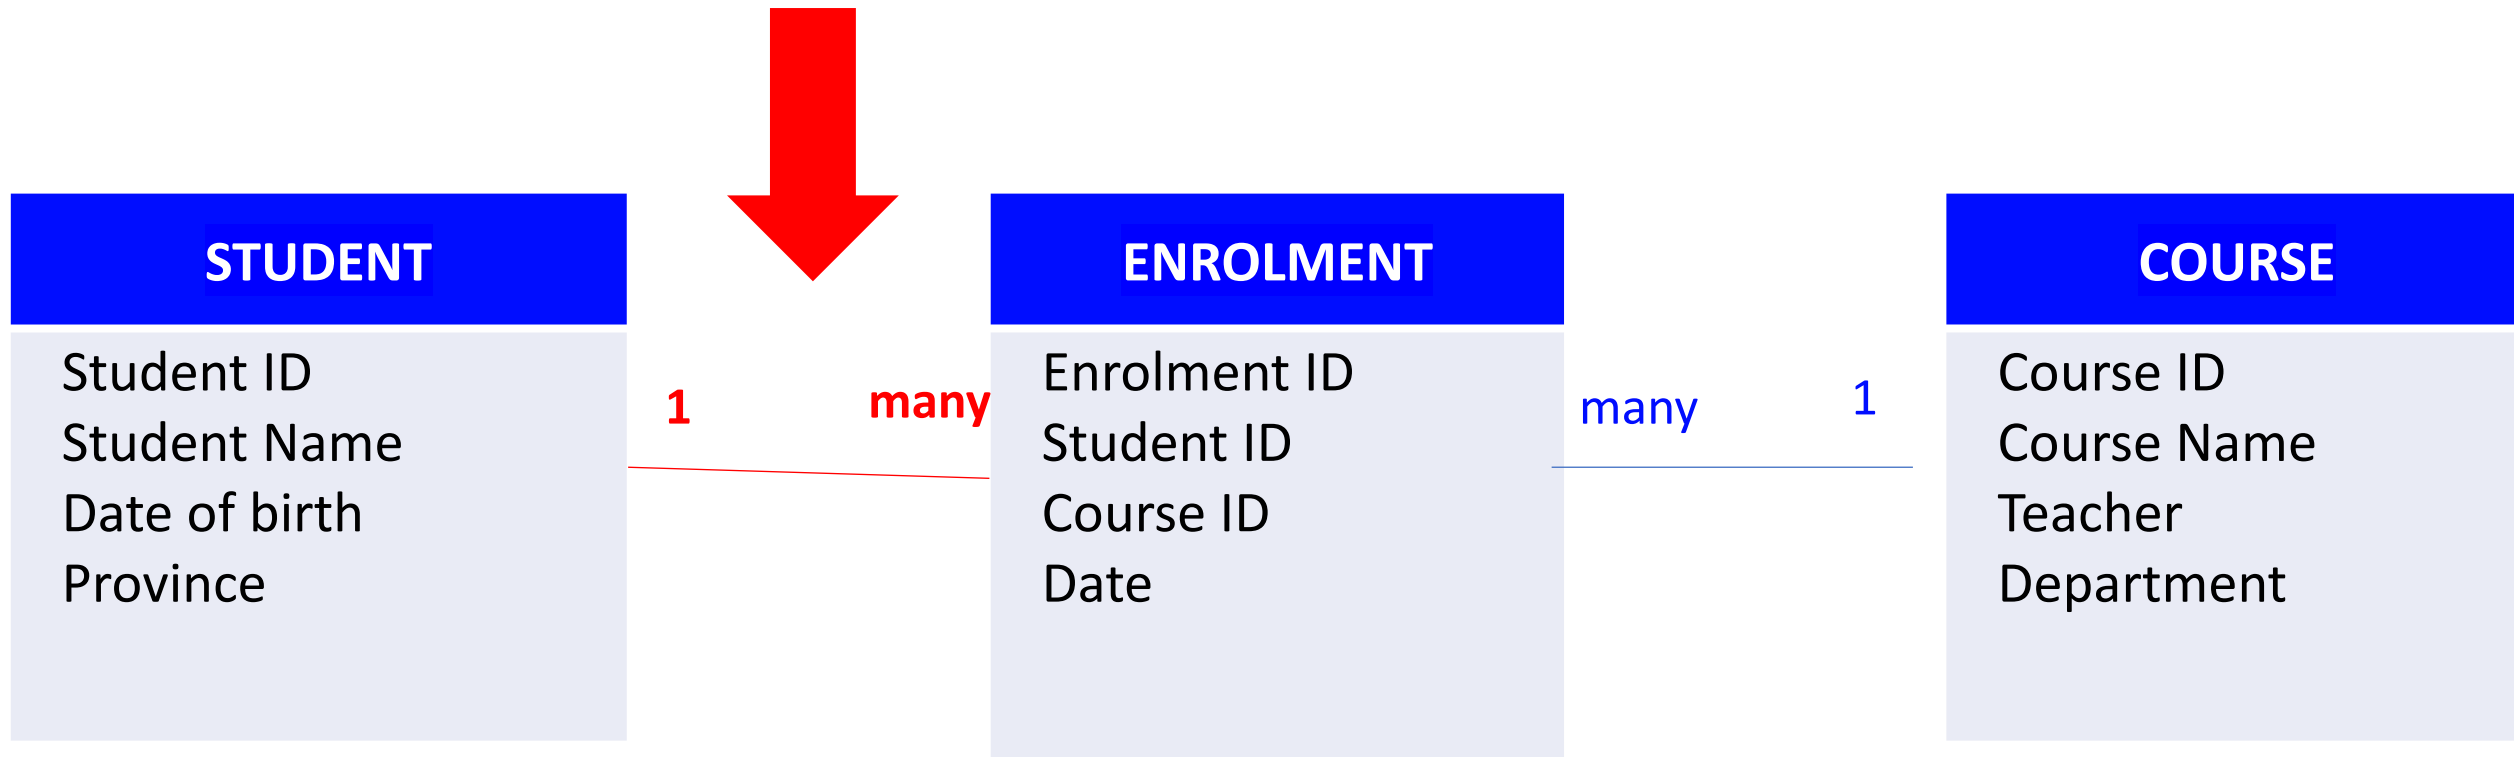 STUDENT
Student ID
Student Name
Date of birth
Province
1
many
ENROLMENT
Enrolment ID
Student ID
Course ID
Date
many
1
COURSE
Course ID
Course Name
Teacher
Department